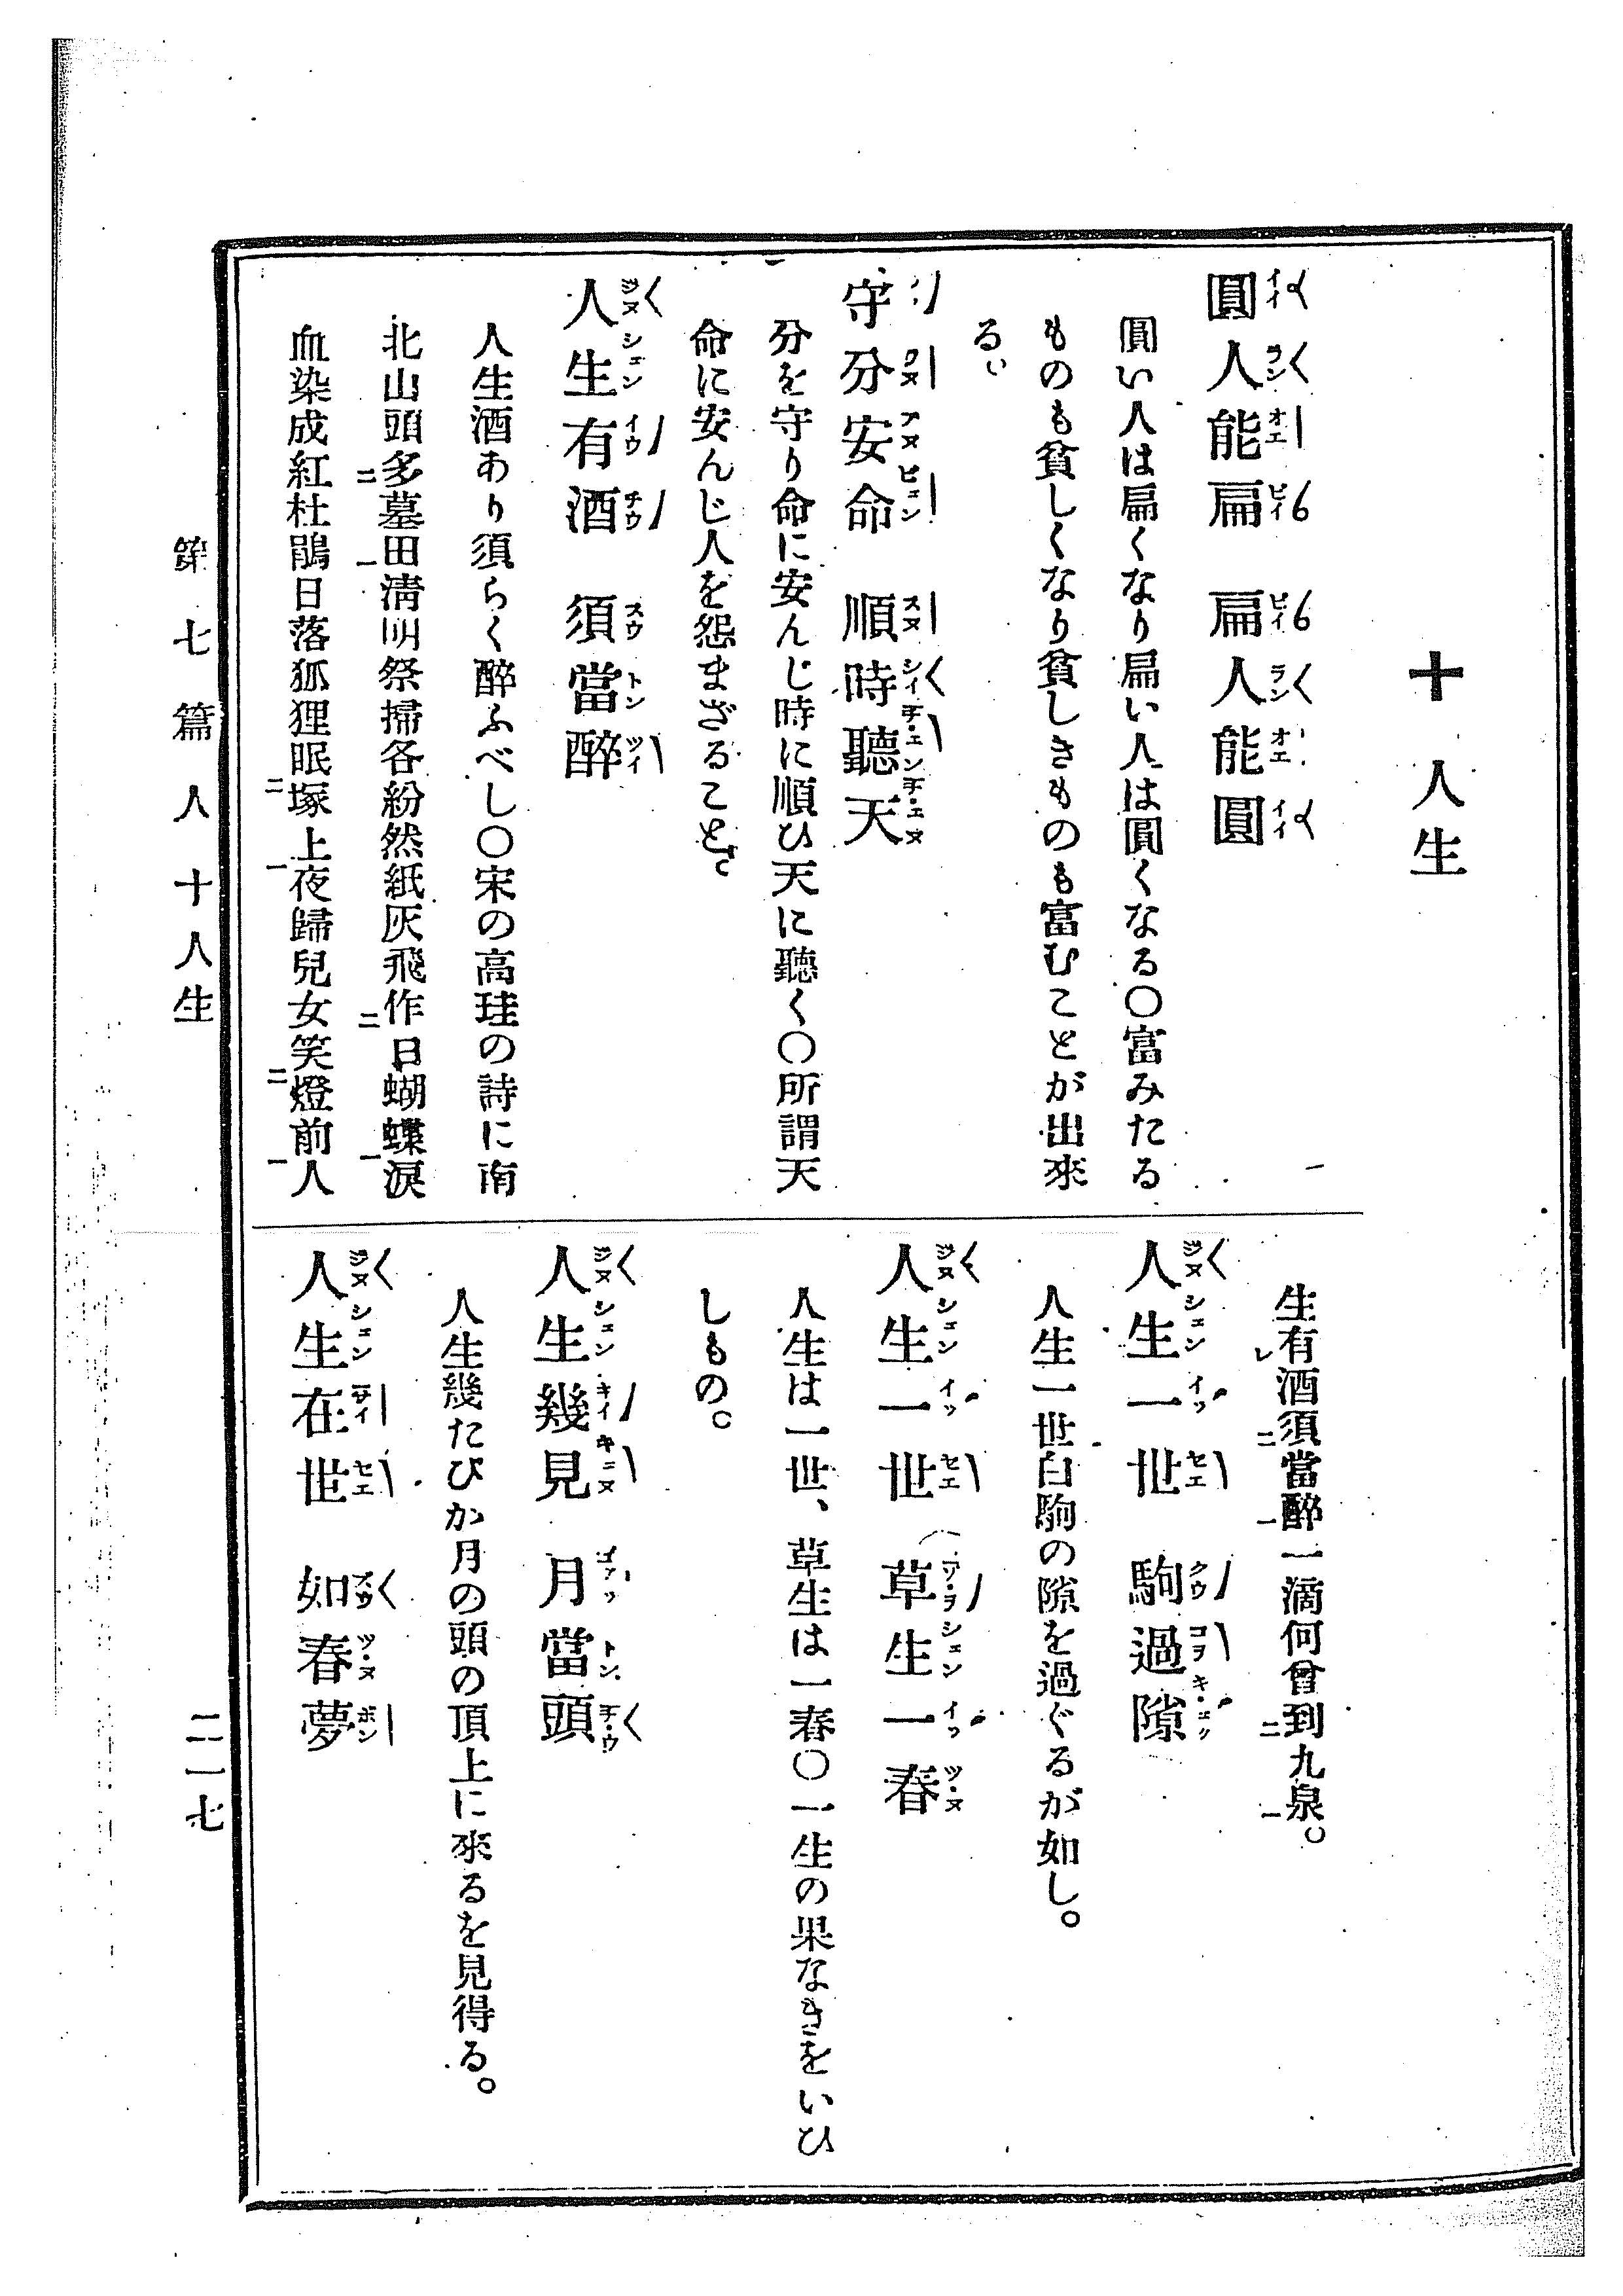 十 人生
圓人能扁 扁人能圓
圓い人は扁くなり扁い人は圓くなる〇富みたる
ものも貧しくなり貧しきものも富むことが出來
る。
守分安命 順時聽天
分を守り命に安んじ時に順ひ天に聽く〇所謂天
命に安んじ人を怨まざること。
人生有酒 須當醉
人生酒あり須らく醉ふべし〇宋の高珪の詩に南
北山頭多墓田淸明祭掃各紛然紙灰飛作白蝴蝶涙
血染成紅杜鵑日落狐狸眠塚上夜歸兒女笑燈前人
生有酒須當醉一滴何曾到九泉。
人生一世 駒過隙
人生一世白駒の隙を過ぐるが如し。
人生一世 草生一春
人生は一世、草生は一春〇一生の果なきをいひ
しもの。
人生幾見 月當頭
人生幾たびか月の頭の頂上に來るを見得る。
人生在世 如春夢
第七篇 人 十人生
二一七